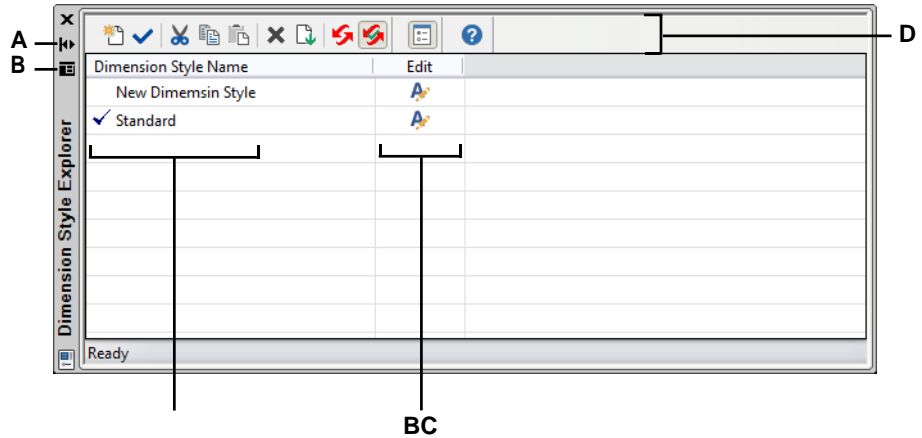 A
B
D
Dimension Style Name Edit
New Dimemsin Style
Standard
Dimension Style Explorer
Ready
BC